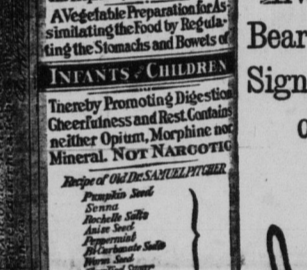 AVegetable Preparation for As-
similating the Food by Regula-
ting the Stomachs and Bowels of
INFANTS CHILDREN
Thereby Promoting Digestion
Cheerfulness and Rest. Contains
neither Opium, Morphine nor
Mineral. NOT NARCOTIC
Recipe of Old Dr. SAMUEL PITCHER
Pumpkin Seed
Senna
Rochelle Salts
Anise Seed
Peppermint
Bi Carbonate Soda
Worm Seed
Bear
Sign
o